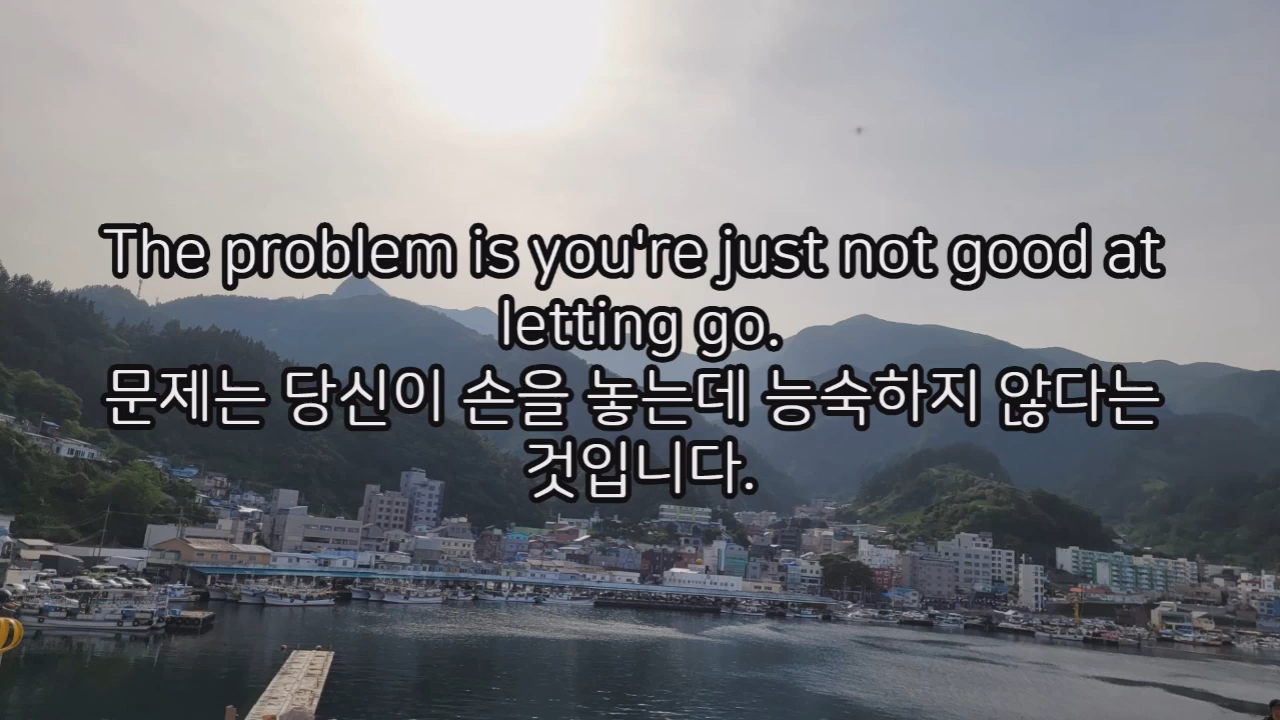 The problem is you're just not good at
letting go.
문제는 당신이 손을 놓는데 능숙하지 않다는
것입니다.